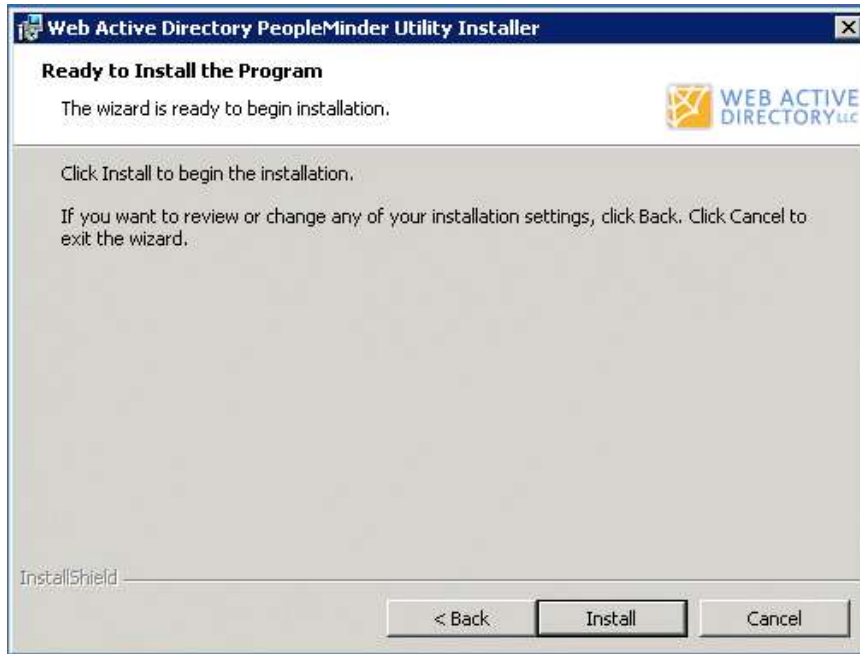 Web Active Directory PeopleMinder Utility Installer
Ready to Install the Program
The wizard is ready to begin installation.
WEB ACTIVE
DIRECTORY LLC
Click Install to begin the installation.
If you want to review or change any of your installation settings, click Back. Click Cancel to
exit the wizard.
InstallShield
< Back
Install
Cancel